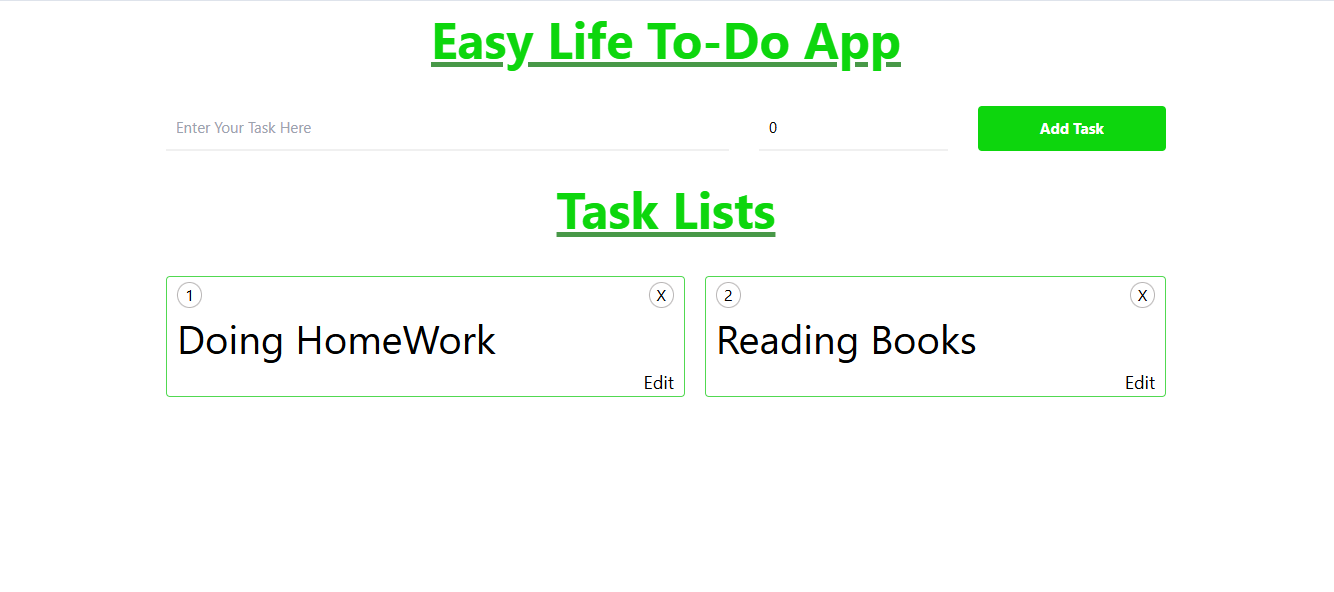 Easy Life To-Do App
Enter Your Task Here 0 Add Task
Task Lists
1 X
Doing HomeWork
Edit
2 X
Reading Books
Edit